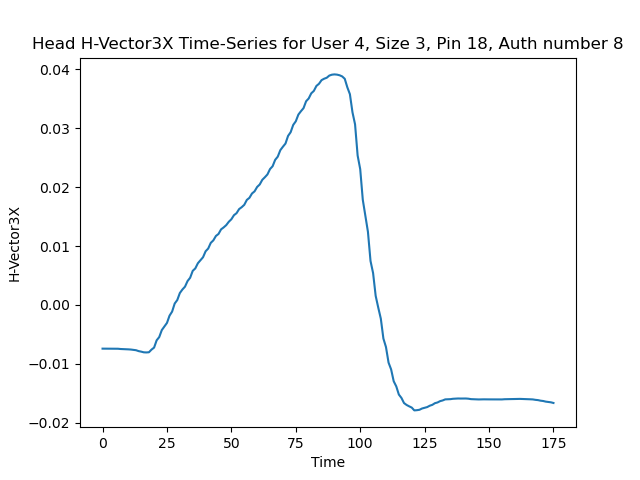 Head H-Vector3X Time-Series for User 4, Size 3, Pin 18, Auth number 8
0.04
0.03
0.02
0.01
0.00
−0.01
−0.02
H-Vector3X
0 25 50 75 100 125 150 175
Time